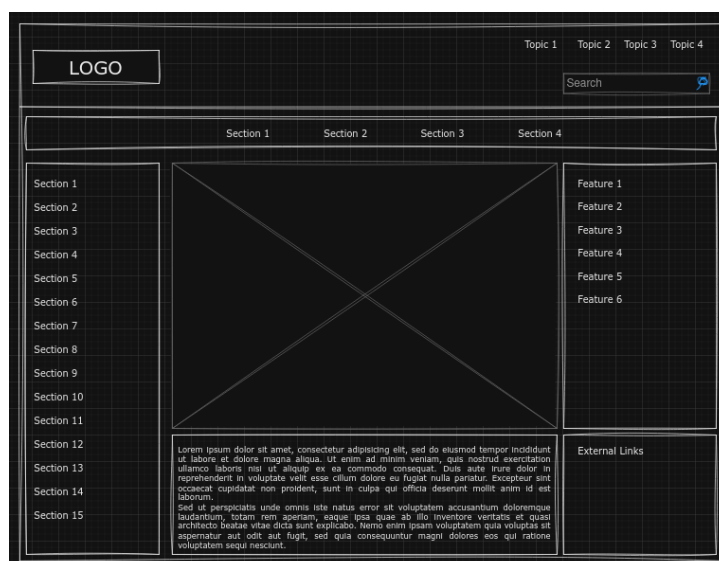 Topic 1 Topic 2 Topic 3 Topic 4
LOGO
Search
Section 1 Section 2 Section 3 Section 4
Section 1
Section 2
Section 3
Section 4
Section 5
Section 6
Section 7
Section 8
Section 9
Section 10
Section 11
Section 12
Section 13
Section 14
Section 15
Lorem ipsum dolor sit amet, consectetur adipisicing elit, sed do eiusmod tempor incididunt
ut labore et dolore magna aliqua. Ut enim ad minim veniam, quis nostrud exercitation
ullamco laboris nisi ut aliquip ex ea commodo consequat. Duis aute irure dolor in
reprehenderit in voluptate velit esse cillum dolore eu fugiat nulla pariatur. Excepteur sint
occaecat cupidatat non proident, sunt in culpa qui officia deserunt mollit anim id est
laborum.
Sed ut perspiciatis unde omnis iste natus error sit voluptatem accusantium doloremque
laudantium, totam rem aperiam, eaque ipsa quae ab illo inventore veritatis et quasi
architecto beatae vitae dicta sunt explicabo. Nemo enim ipsam voluptatem quia voluptas sit
aspernatur aut odit aut fugit, sed quia consequuntur magni dolores eos qui ratione
voluptatem sequi nesciunt.
Feature 1
Feature 2
Feature 3
Feature 4
Feature 5
Feature 6
External Links